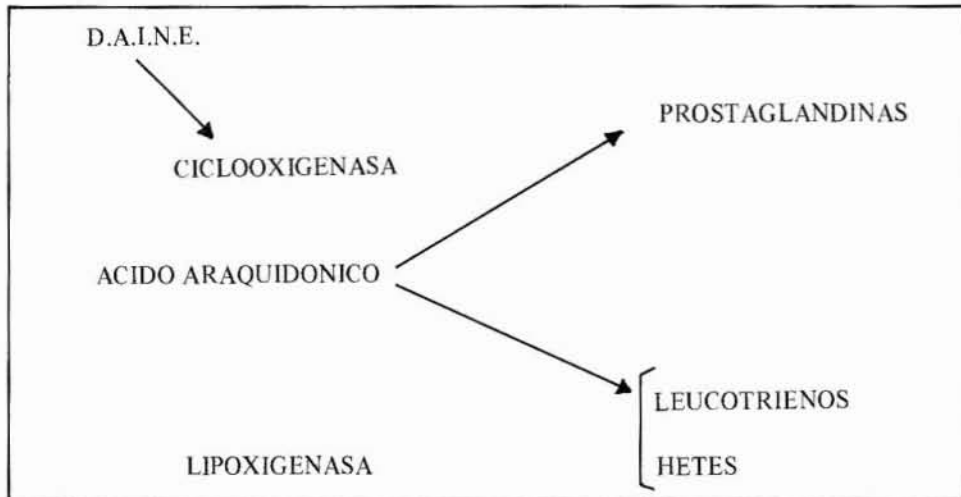 D.A.I.N.E.
PROSTAGLANDINAS
CICLOOXIGENASA
ACIDO ARAQUIDONICO
LEUCOTRIENOS
LIPOXIGENASA
HETES